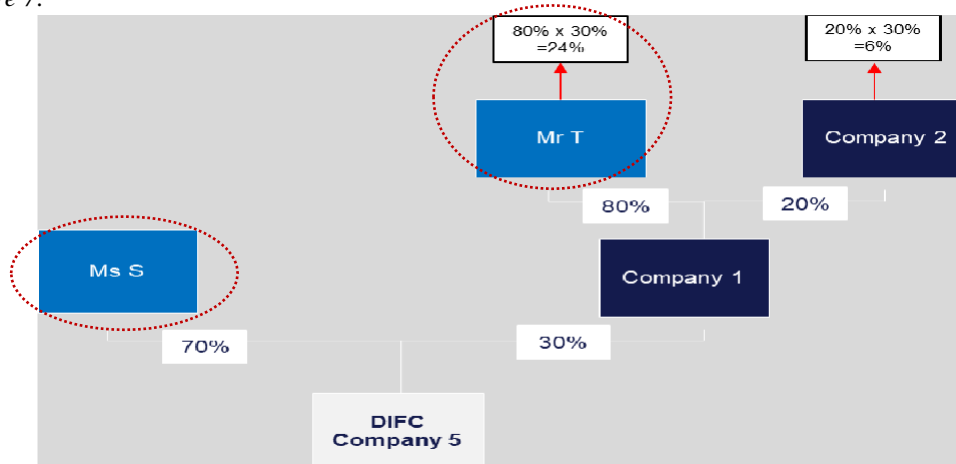 80% x 30%
=24%
20% x 30%
=6%
Mr T
Company 2
80%
20%
Ms S
Company 1
70%
30%
DIFC
Company 5